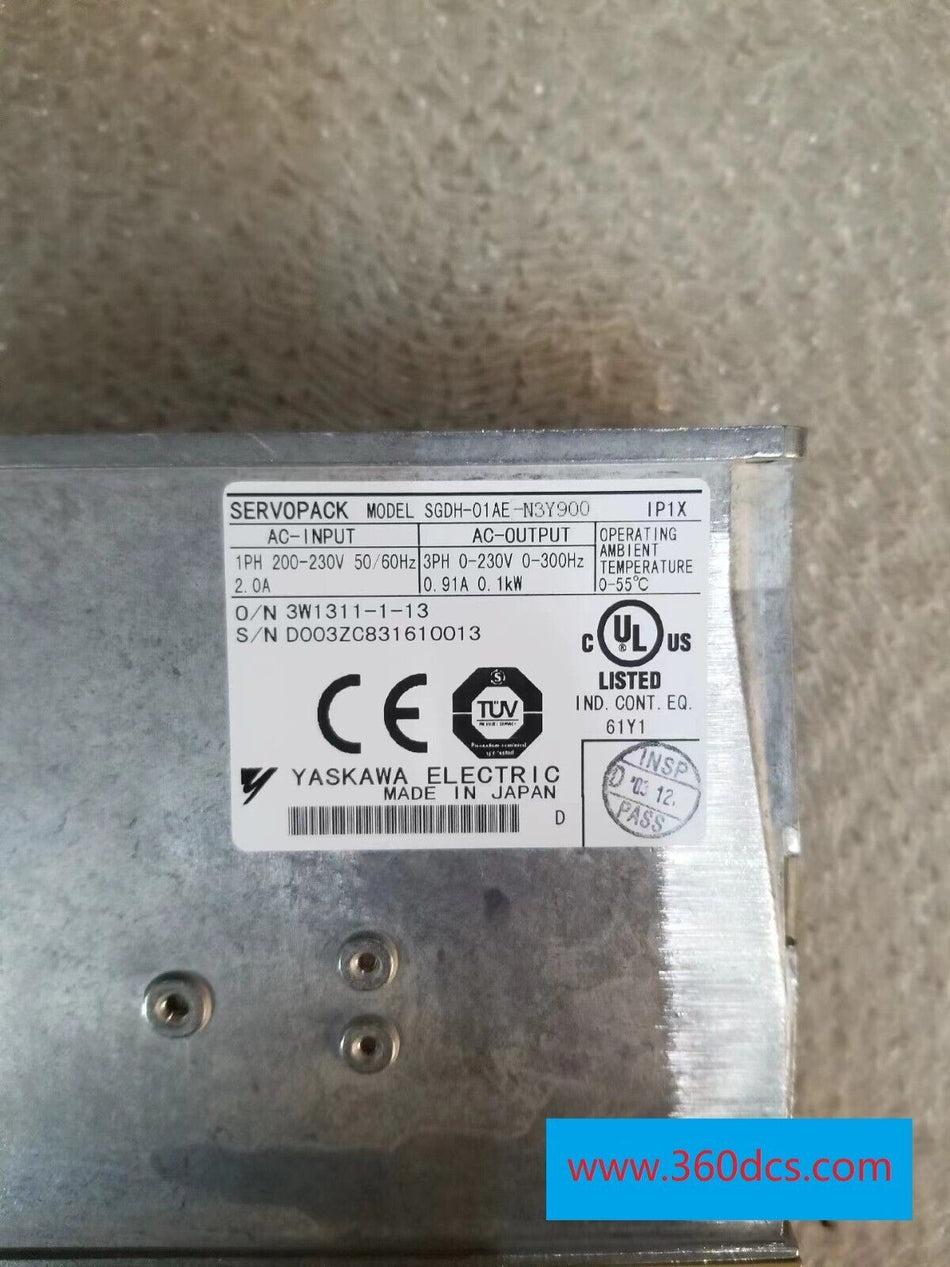 SERVOPACK MODEL SGDH-01AE-N3Y900 IP1X
AC-INPUT
1PH 200-230V 50/60Hz
2.0A
AC-OUTPUT
3PH 0-230V 0-300Hz
0.91A 0.1kW
OPERATING
AMBIENT
TEMPERATURE
0-55℃
O/N 3W1311-1-13
S/N D003ZC831610013
C UL ® US
LISTED
IND. CONT. EQ.
61Y1
CE
S
TÜV
YASKAWA ELECTRIC
MADE IN JAPAN
D
INSP
D '03 12.
PASS
www.360dcs.com